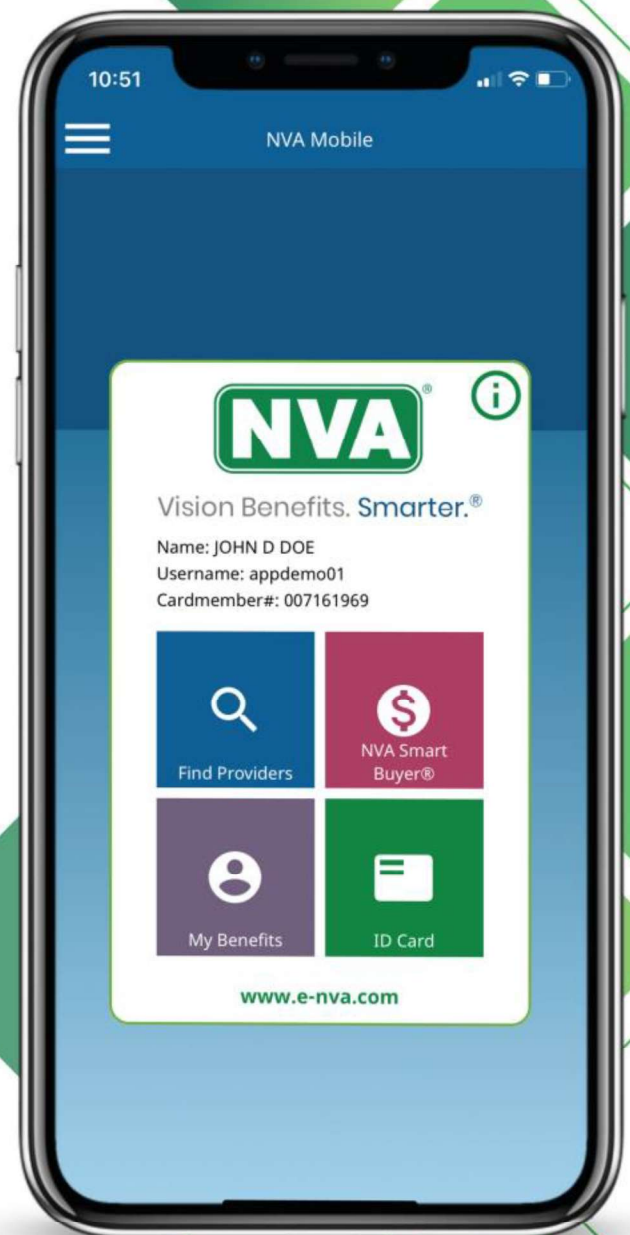 10:51
NVA Mobile
NVA®
Vision Benefits. Smarter.®
Name: JOHN D DOE
Username: appdemo01
Cardmember#: 007161969
Find Providers
NVA Smart
Buyer®
My Benefits
ID Card
www.e-nva.com